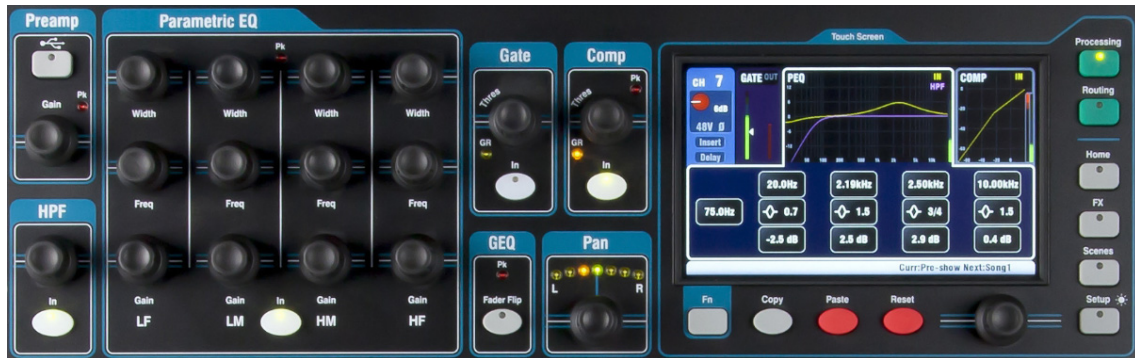 Preamp
Gain
Pk
HPF
In
Parametric EQ
Pk
Width Width Width Width
Freq Freq Freq Freq
Gain Gain In Gain Gain
LF LM HM HF
Gate
Thres
GR
In
Comp
Pk
Thres
GR
In
GEQ
Pk
Fader Flip
Pan
L R
Touch Screen
CH 7
0dB
48V Ø
Insert
Delay
GATE OUT
PEQ IN
HPF
COMP IN
20.0Hz 2.19kHz 2.50kHz 10.00kHz
75.0Hz 0.7 1.5 3/4 1.5
-2.5 dB 2.5 dB 2.9 dB 0.4 dB
Curr:Pre-show Next:Song1
Fn
Copy
Paste
Reset
Processing
Routing
Home
FX
Scenes
Setup